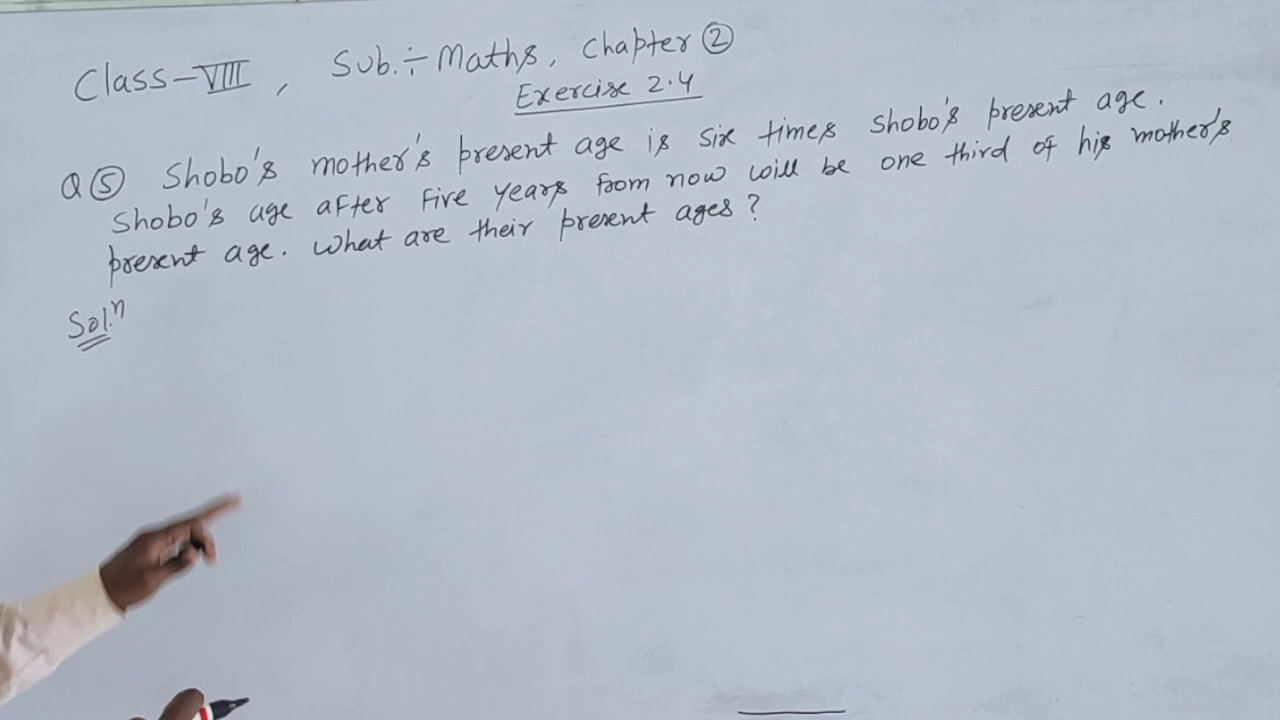 Class-VIII, Sub.÷Maths, Chapter ②
Exercise 2.4
Q⑤ Shobo's mother's present age is six times Shobo's present age.
Shobo's age after five years from now will be one third of his mother's
present age. What are their present ages?
Sol.ⁿ